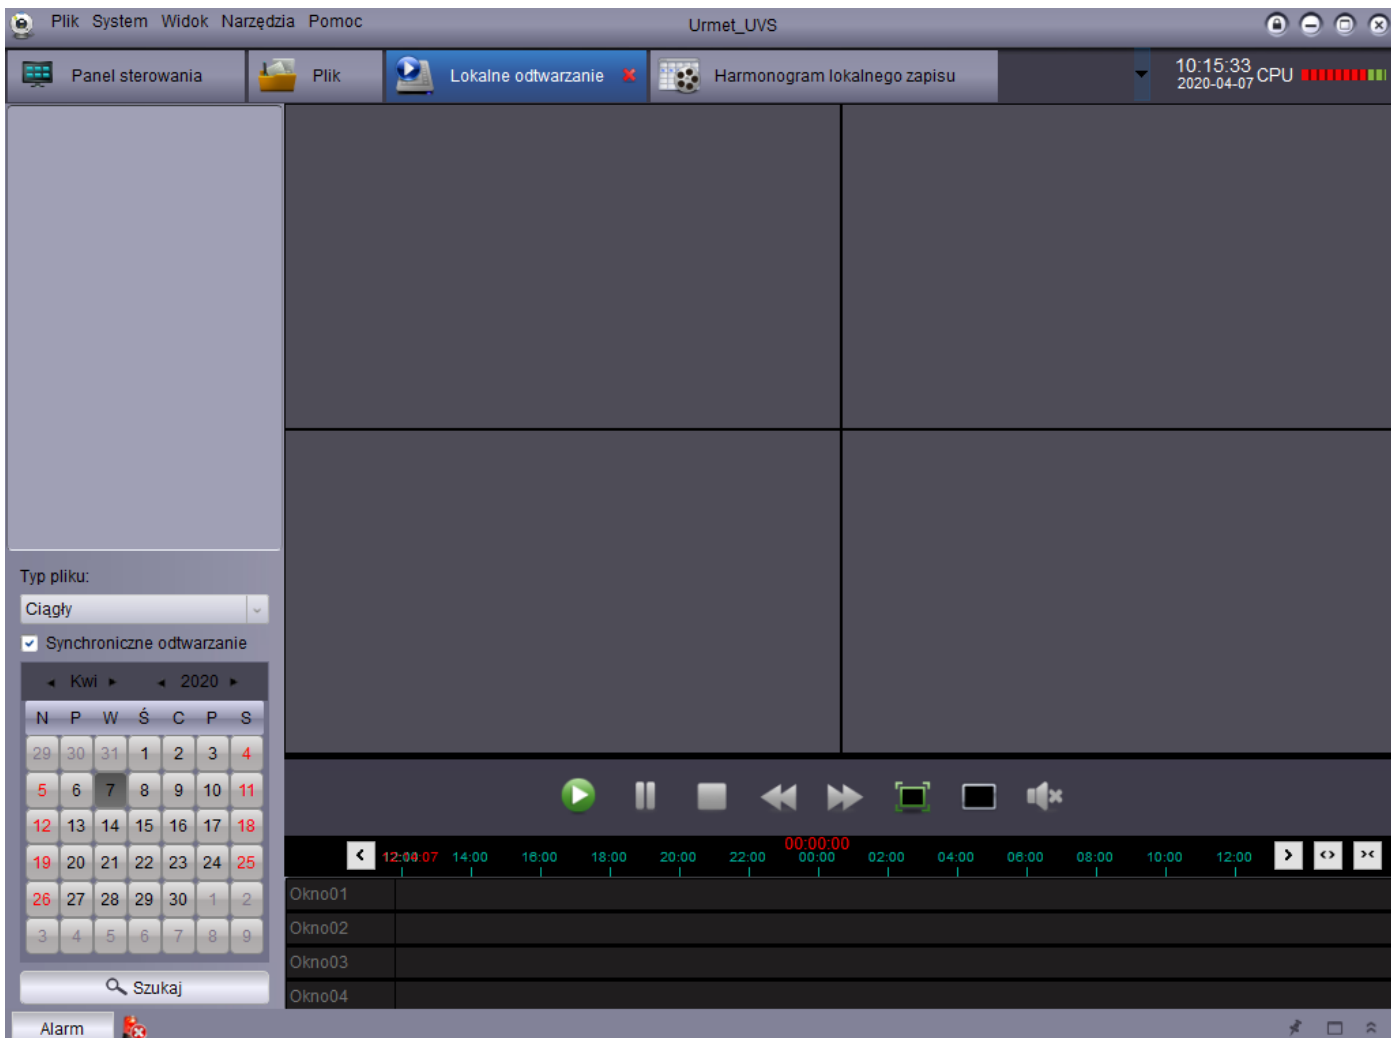 Plik System Widok Narzędzia Pomoc
Urmet_UVS
Panel sterowania
Plik
Lokalne odtwarzanie
Harmonogram lokalnego zapisu
10:15:33
2020-04-07
CPU
Typ pliku:
Ciągły
Synchroniczne odtwarzanie
Kwi 2020
N P W Ś C P S
29 30 31 1 2 3 4
5 6 7 8 9 10 11
12 13 14 15 16 17 18
19 20 21 22 23 24 25
26 27 28 29 30 1 2
3 4 5 6 7 8 9
Szukaj
00:00:00
12:00 14:00 16:00 18:00 20:00 22:00 00:00 02:00 04:00 06:00 08:00 10:00 12:00
Okno01
Okno02
Okno03
Okno04
Alarm